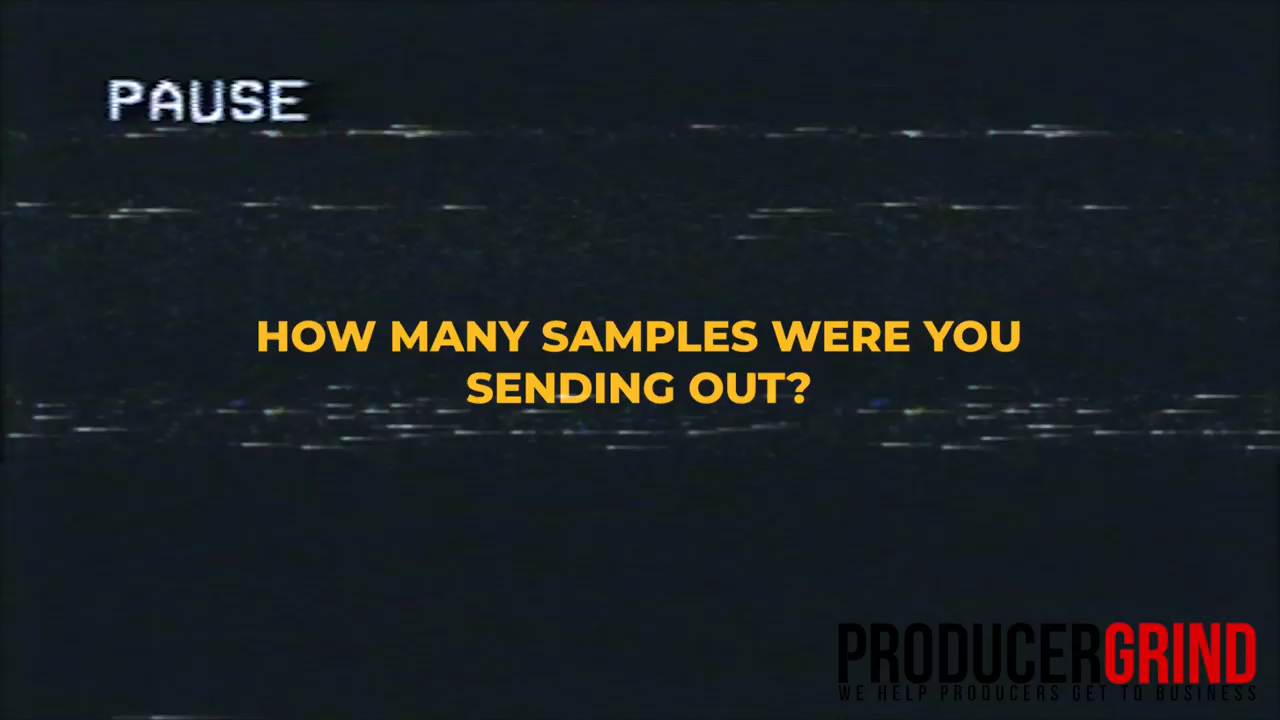 PAUSE
HOW MANY SAMPLES WERE YOU
SENDING OUT?
PRODUCERGRIND
WE HELP PRODUCERS GET TO BUSINESS